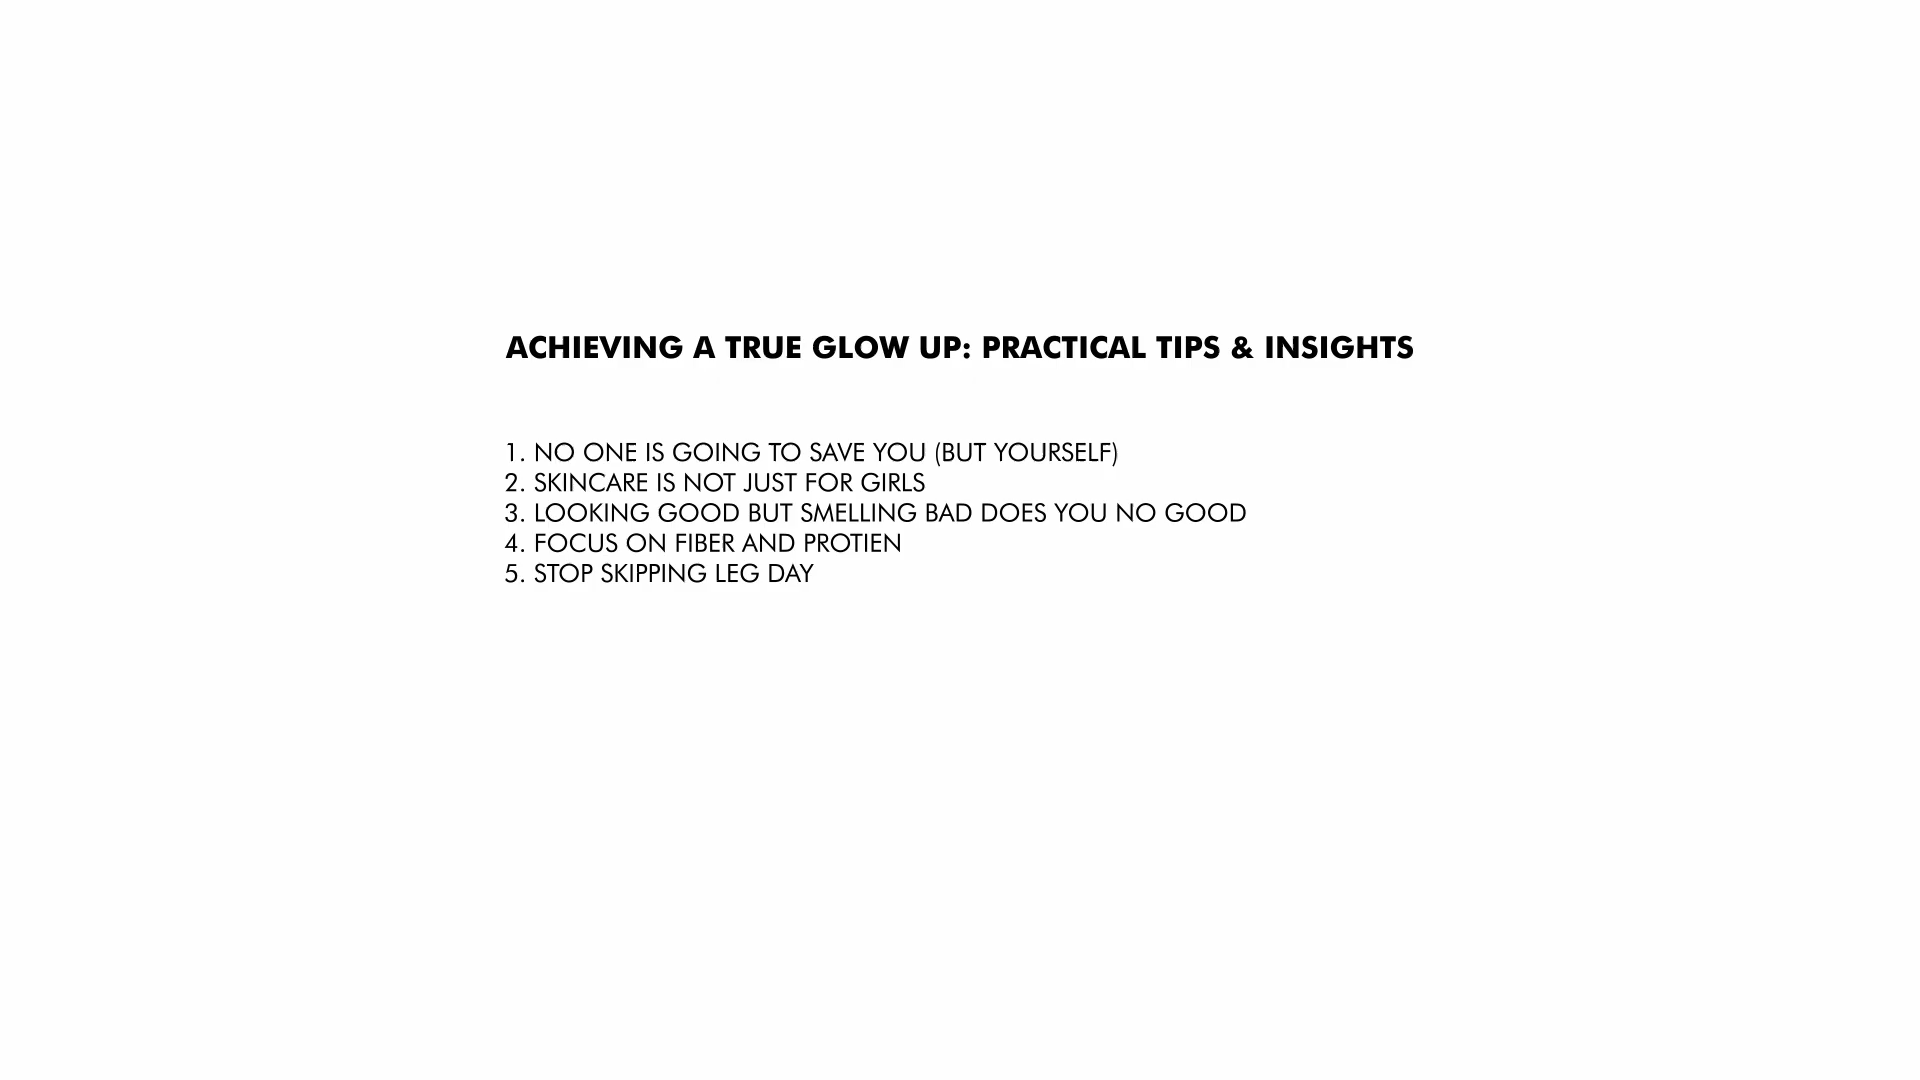 ACHIEVING A TRUE GLOW UP: PRACTICAL TIPS & INSIGHTS
1. NO ONE IS GOING TO SAVE YOU (BUT YOURSELF)
2. SKINCARE IS NOT JUST FOR GIRLS
3. LOOKING GOOD BUT SMELLING BAD DOES YOU NO GOOD
4. FOCUS ON FIBER AND PROTIEN
5. STOP SKIPPING LEG DAY